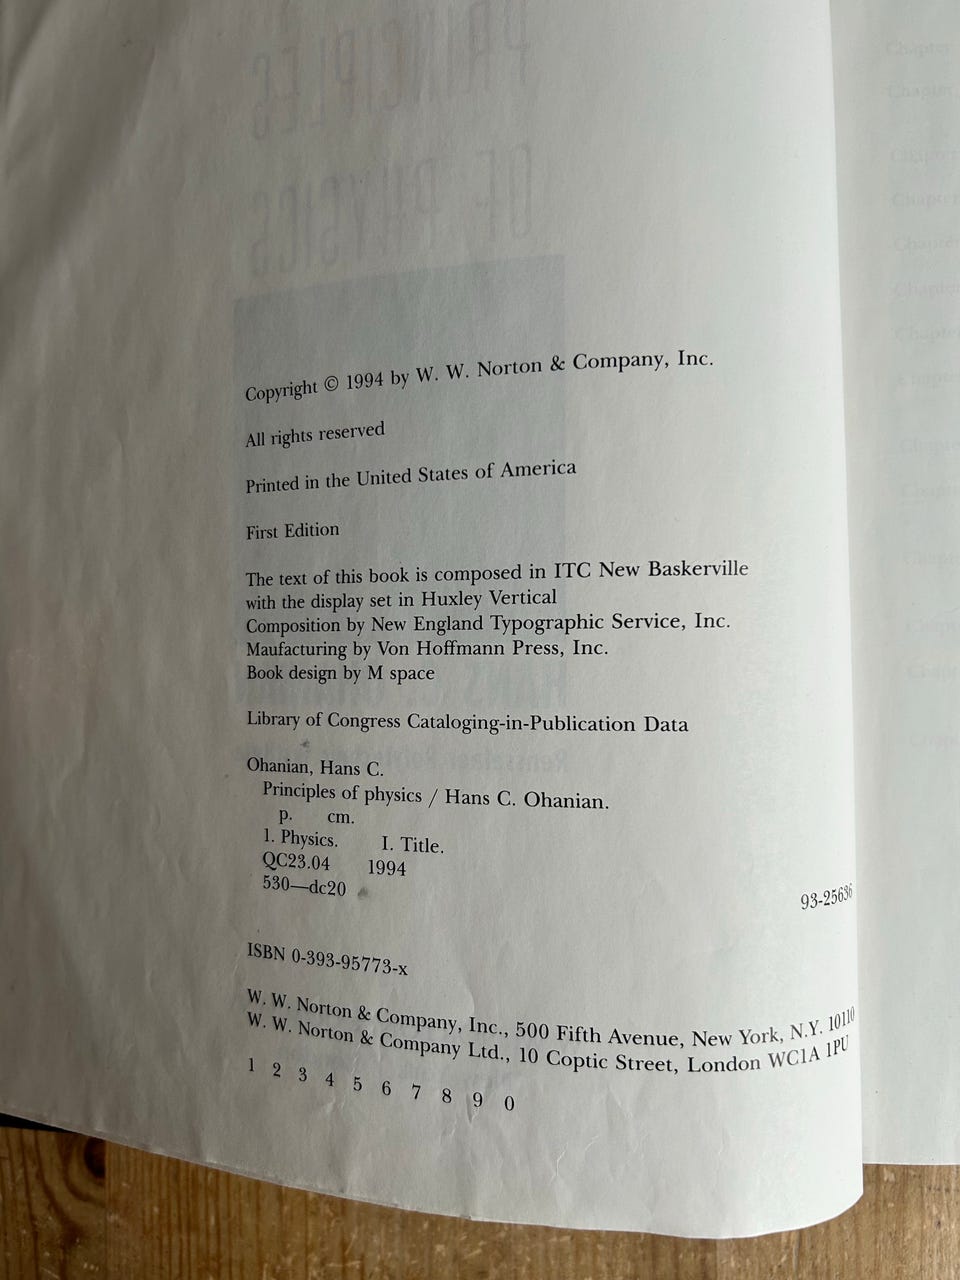 Copyright © 1994 by W. W. Norton & Company, Inc.
All rights reserved
Printed in the United States of America
First Edition
The text of this book is composed in ITC New Baskerville
with the display set in Huxley Vertical
Composition by New England Typographic Service, Inc.
Maufacturing by Von Hoffmann Press, Inc.
Book design by M space
Library of Congress Cataloging-in-Publication Data
Ohanian, Hans C.
Principles of physics / Hans C. Ohanian.
p. cm.
1. Physics. I. Title.
QC23.04 1994
530—dc20
93-25636
ISBN 0-393-95773-x
W. W. Norton & Company, Inc., 500 Fifth Avenue, New York, N.Y. 10110
W. W. Norton & Company Ltd., 10 Coptic Street, London WC1A 1PU
1 2 3 4 5 6 7 8 9 0